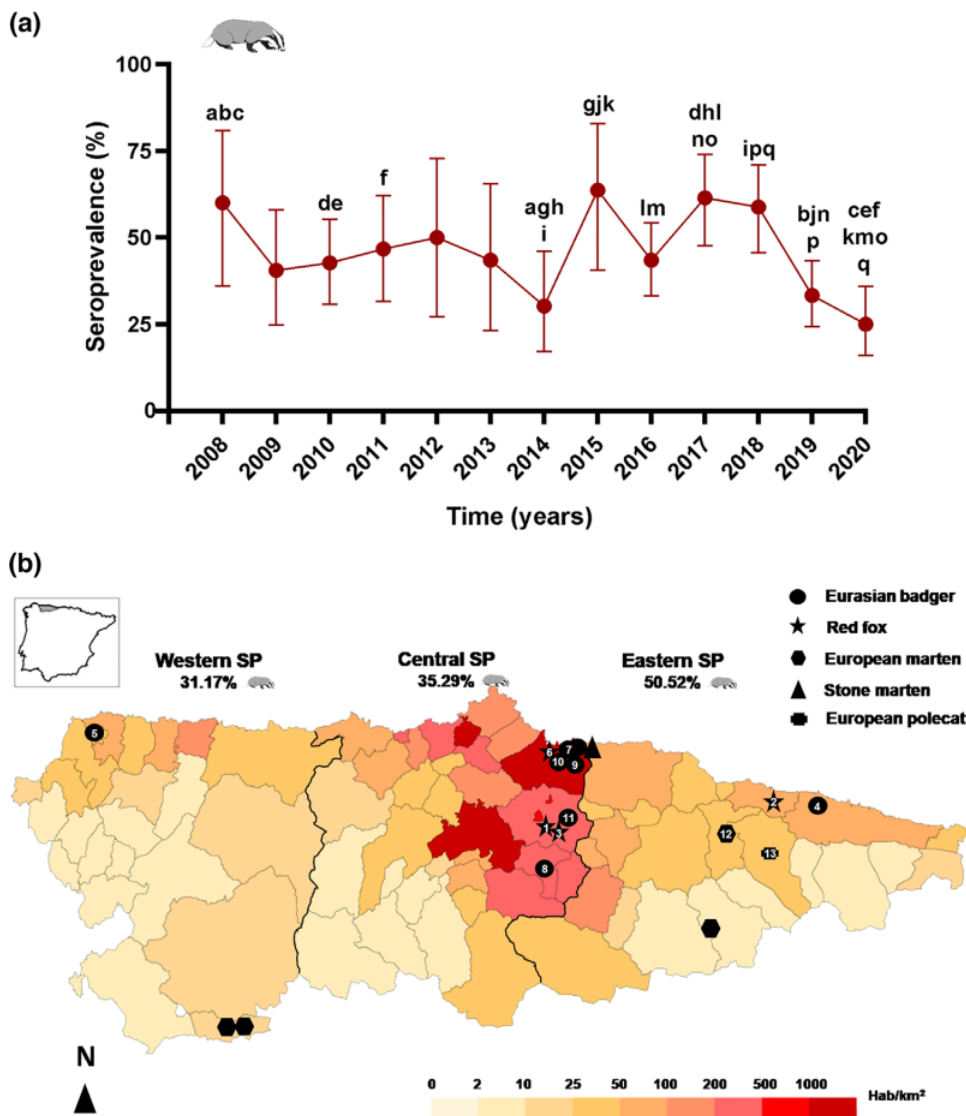 (a)
100
75
50
25
0
Seroprevalence (%)
abc
de
f
agh
i
gjk
lm
dhl
no
ipq
bjn
p
cef
kmo
q
2008
2009
2010
2011
2012
2013
2014
2015
2016
2017
2018
2019
2020
Time (years)
(b)
Eurasian badger
Red fox
European marten
Stone marten
European polecat
Western SP
31.17%
Central SP
35.29%
Eastern SP
50.52%
5
6
7
10
9
2
4
11
1
3
12
13
8
N
0 2 10 25 50 100 200 500 1000 Hab/km²